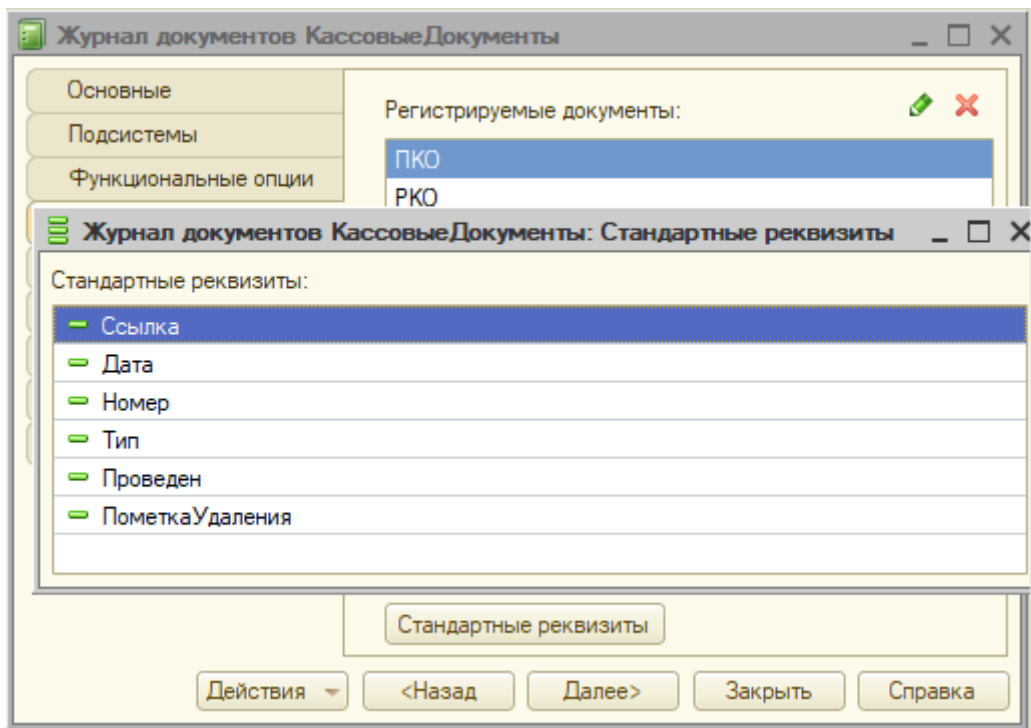 Журнал документов КассовыеДокументы
Основные
Подсистемы
Функциональные опции
Регистрируемые документы:
ПКО
РКО
Журнал документов КассовыеДокументы: Стандартные реквизиты
Стандартные реквизиты:
Ссылка
Дата
Номер
Тип
Проведен
ПометкаУдаления
Стандартные реквизиты
Действия
<Назад
Далее>
Закрыть
Справка